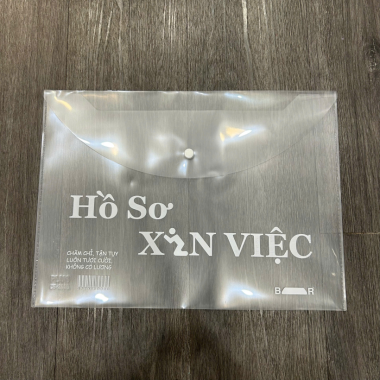 Hồ Sơ
XIN VIỆC
CHĂM CHỈ, TẬN TỤY
LUÔN TƯƠI CƯỜI,
KHÔNG CÓ LƯƠNG
B R